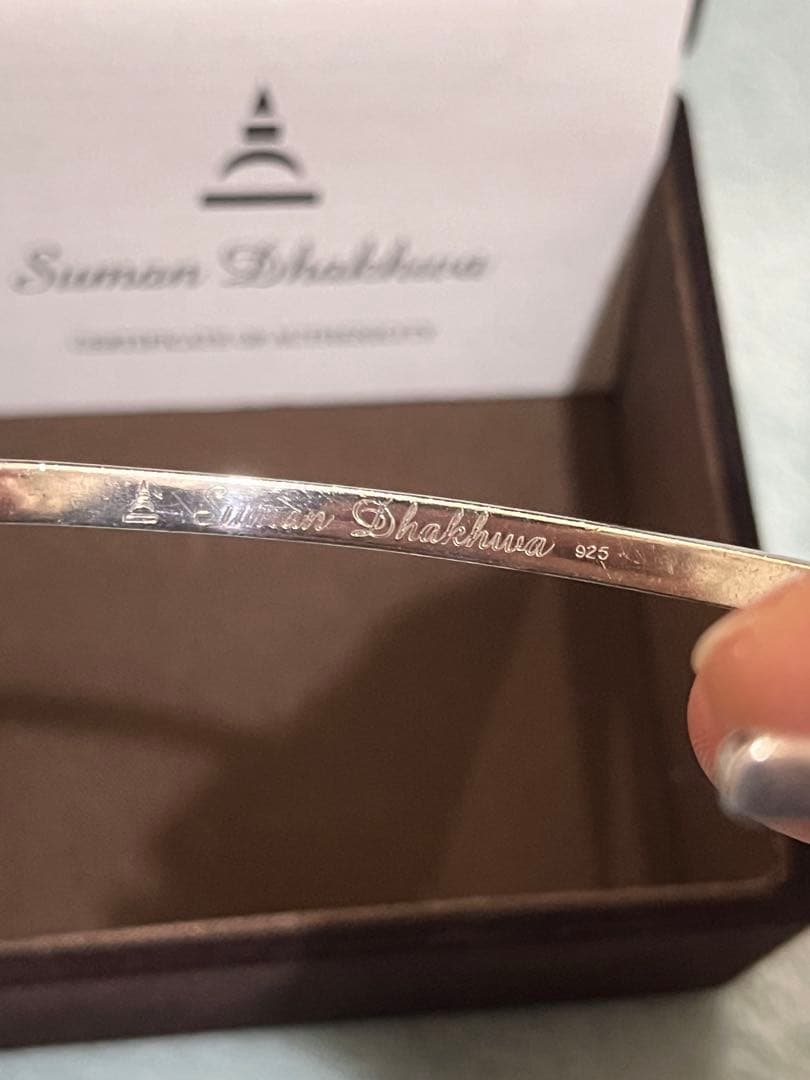 Suman Dhakhwa
CERTIFICATE OF AUTHENTICITY
Suman Dhakhwa 925